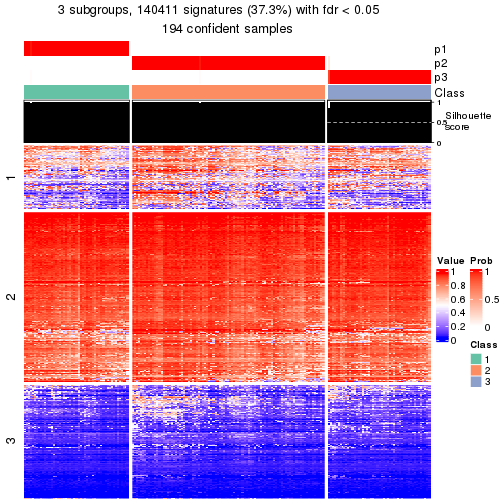 3 subgroups, 140411 signatures (37.3%) with fdr < 0.05
194 confident samples
p1
p2
p3
Class
1
0.5
0
Silhouette
score
1
2
3
Value
1
0.8
0.6
0.4
0.2
0
Prob
1
0.5
0
Class
1
2
3